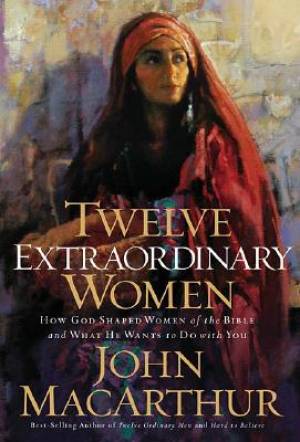 TWELVE
EXTRAORDINARY
WOMEN
HOW GOD SHAPED WOMEN of the BIBLE
and WHAT HE WANTS to DO with YOU
JOHN
MACARTHUR
BEST-SELLING AUTHOR of Twelve Ordinary Men and Hard to Believe